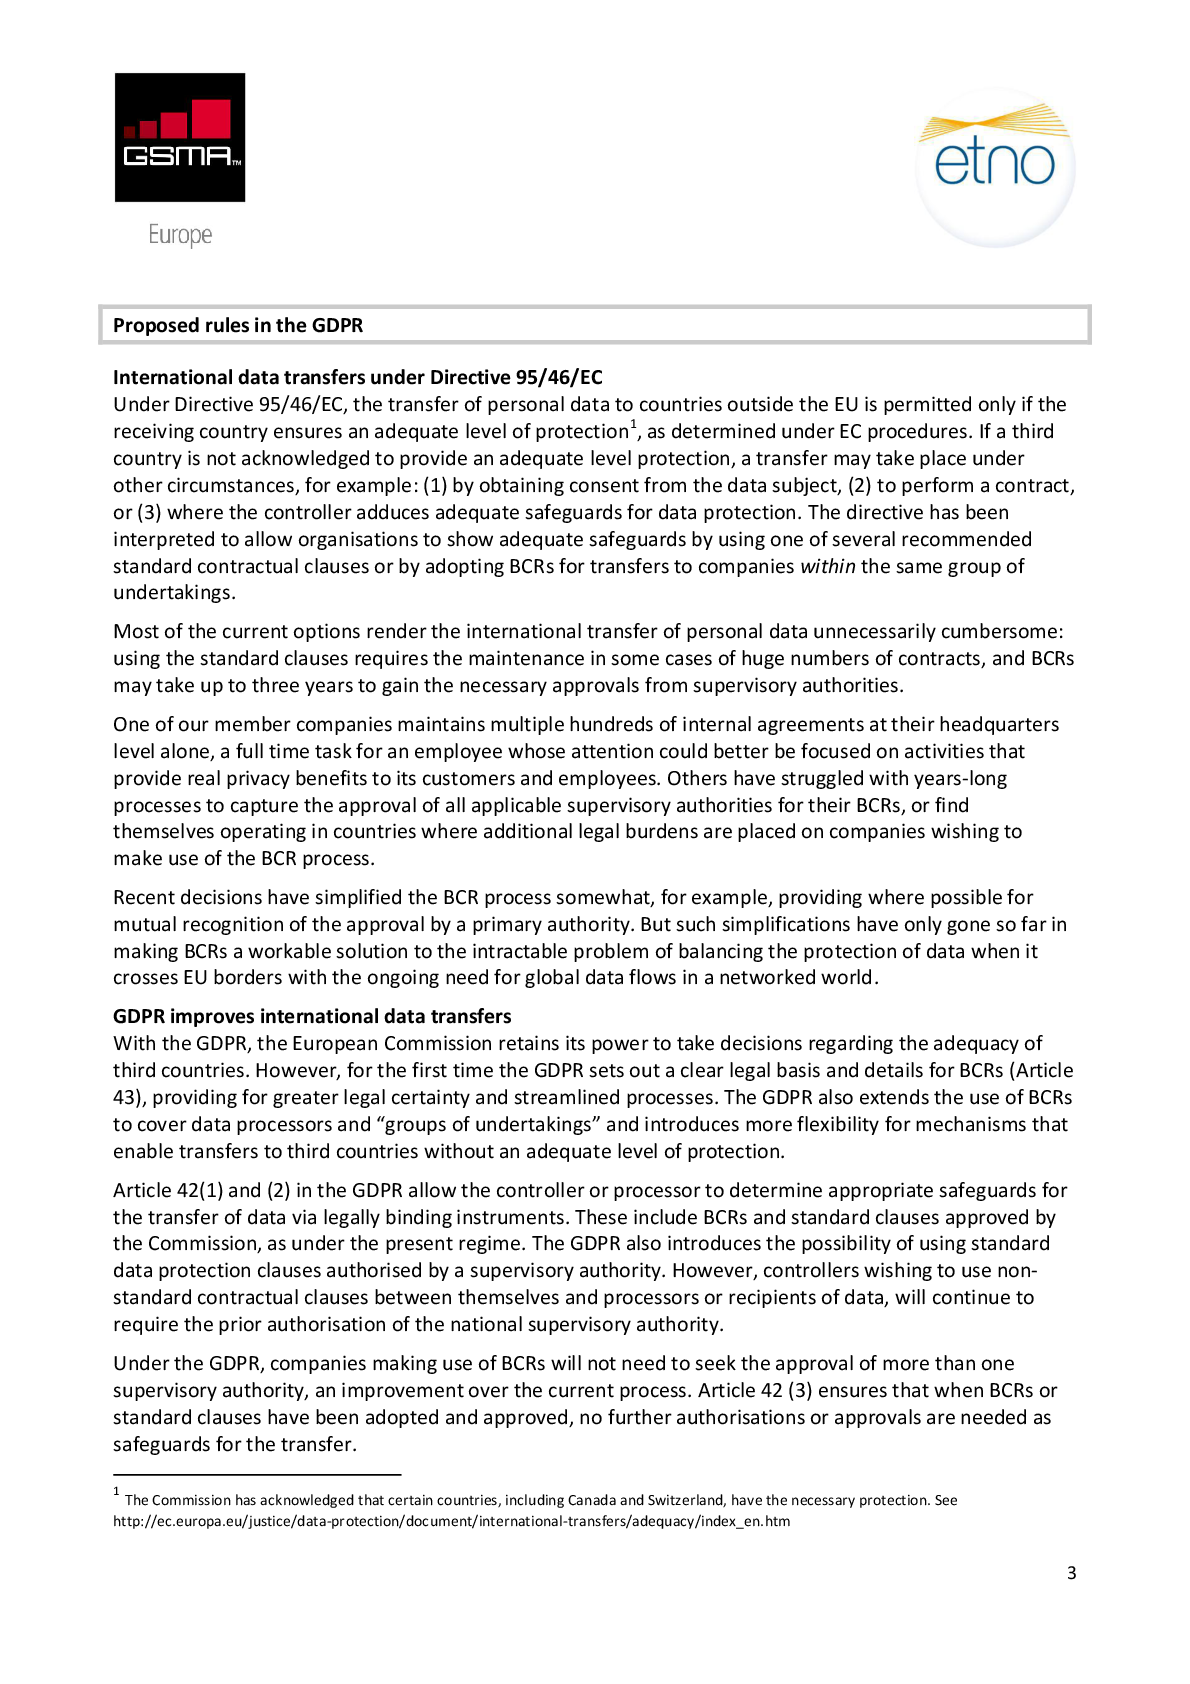 GSMA™
Europe
etno
Proposed rules in the GDPR
International data transfers under Directive 95/46/EC
Under Directive 95/46/EC, the transfer of personal data to countries outside the EU is permitted only if the
receiving country ensures an adequate level of protection1, as determined under EC procedures. If a third
country is not acknowledged to provide an adequate level protection, a transfer may take place under
other circumstances, for example: (1) by obtaining consent from the data subject, (2) to perform a contract,
or (3) where the controller adduces adequate safeguards for data protection. The directive has been
interpreted to allow organisations to show adequate safeguards by using one of several recommended
standard contractual clauses or by adopting BCRs for transfers to companies within the same group of
undertakings.
Most of the current options render the international transfer of personal data unnecessarily cumbersome:
using the standard clauses requires the maintenance in some cases of huge numbers of contracts, and BCRs
may take up to three years to gain the necessary approvals from supervisory authorities.
One of our member companies maintains multiple hundreds of internal agreements at their headquarters
level alone, a full time task for an employee whose attention could better be focused on activities that
provide real privacy benefits to its customers and employees. Others have struggled with years-long
processes to capture the approval of all applicable supervisory authorities for their BCRs, or find
themselves operating in countries where additional legal burdens are placed on companies wishing to
make use of the BCR process.
Recent decisions have simplified the BCR process somewhat, for example, providing where possible for
mutual recognition of the approval by a primary authority. But such simplifications have only gone so far in
making BCRs a workable solution to the intractable problem of balancing the protection of data when it
crosses EU borders with the ongoing need for global data flows in a networked world.
GDPR improves international data transfers
With the GDPR, the European Commission retains its power to take decisions regarding the adequacy of
third countries. However, for the first time the GDPR sets out a clear legal basis and details for BCRs (Article
43), providing for greater legal certainty and streamlined processes. The GDPR also extends the use of BCRs
to cover data processors and “groups of undertakings” and introduces more flexibility for mechanisms that
enable transfers to third countries without an adequate level of protection.
Article 42(1) and (2) in the GDPR allow the controller or processor to determine appropriate safeguards for
the transfer of data via legally binding instruments. These include BCRs and standard clauses approved by
the Commission, as under the present regime. The GDPR also introduces the possibility of using standard
data protection clauses authorised by a supervisory authority. However, controllers wishing to use non-
standard contractual clauses between themselves and processors or recipients of data, will continue to
require the prior authorisation of the national supervisory authority.
Under the GDPR, companies making use of BCRs will not need to seek the approval of more than one
supervisory authority, an improvement over the current process. Article 42 (3) ensures that when BCRs or
standard clauses have been adopted and approved, no further authorisations or approvals are needed as
safeguards for the transfer.
1 The Commission has acknowledged that certain countries, including Canada and Switzerland, have the necessary protection. See
http://ec.europa.eu/justice/data-protection/document/international-transfers/adequacy/index_en.htm
3